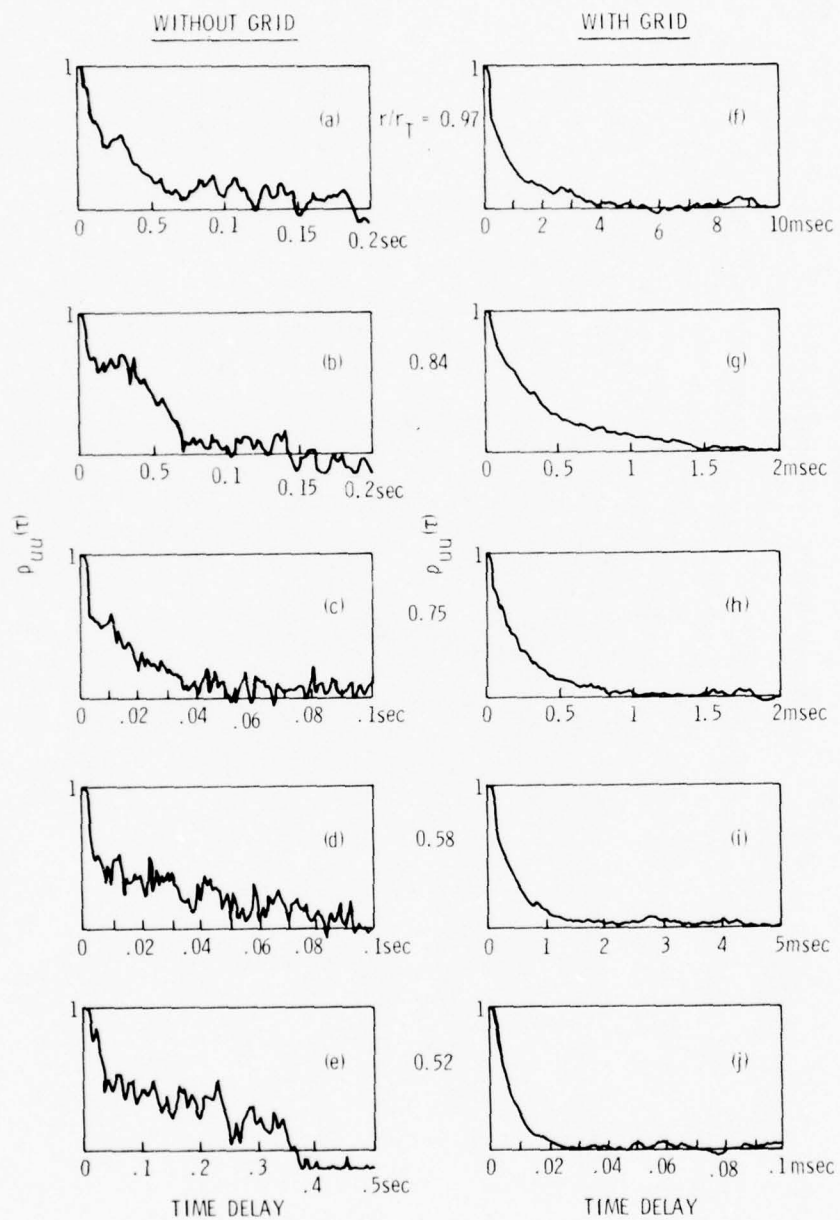 WITHOUT GRID
WITH GRID
1
(a)
r/r_T = 0.97
1
(f)
0 0.5 0.1 0.15 0.2sec
0 2 4 6 8 10msec
1
(b)
0.84
1
(g)
0 0.5 0.1 0.15 0.2sec
0 0.5 1 1.5 2msec
ρuu(τ)
ρuu(τ)
1
(c)
0.75
1
(h)
0 .02 .04 .06 .08 .1sec
0 0.5 1 1.5 2msec
1
(d)
0.58
1
(i)
0 .02 .04 .06 .08 .1sec
0 1 2 3 4 5msec
1
(e)
0.52
1
(j)
0 .1 .2 .3 .4 .5sec
0 .02 .04 .06 .08 .1msec
TIME DELAY
TIME DELAY